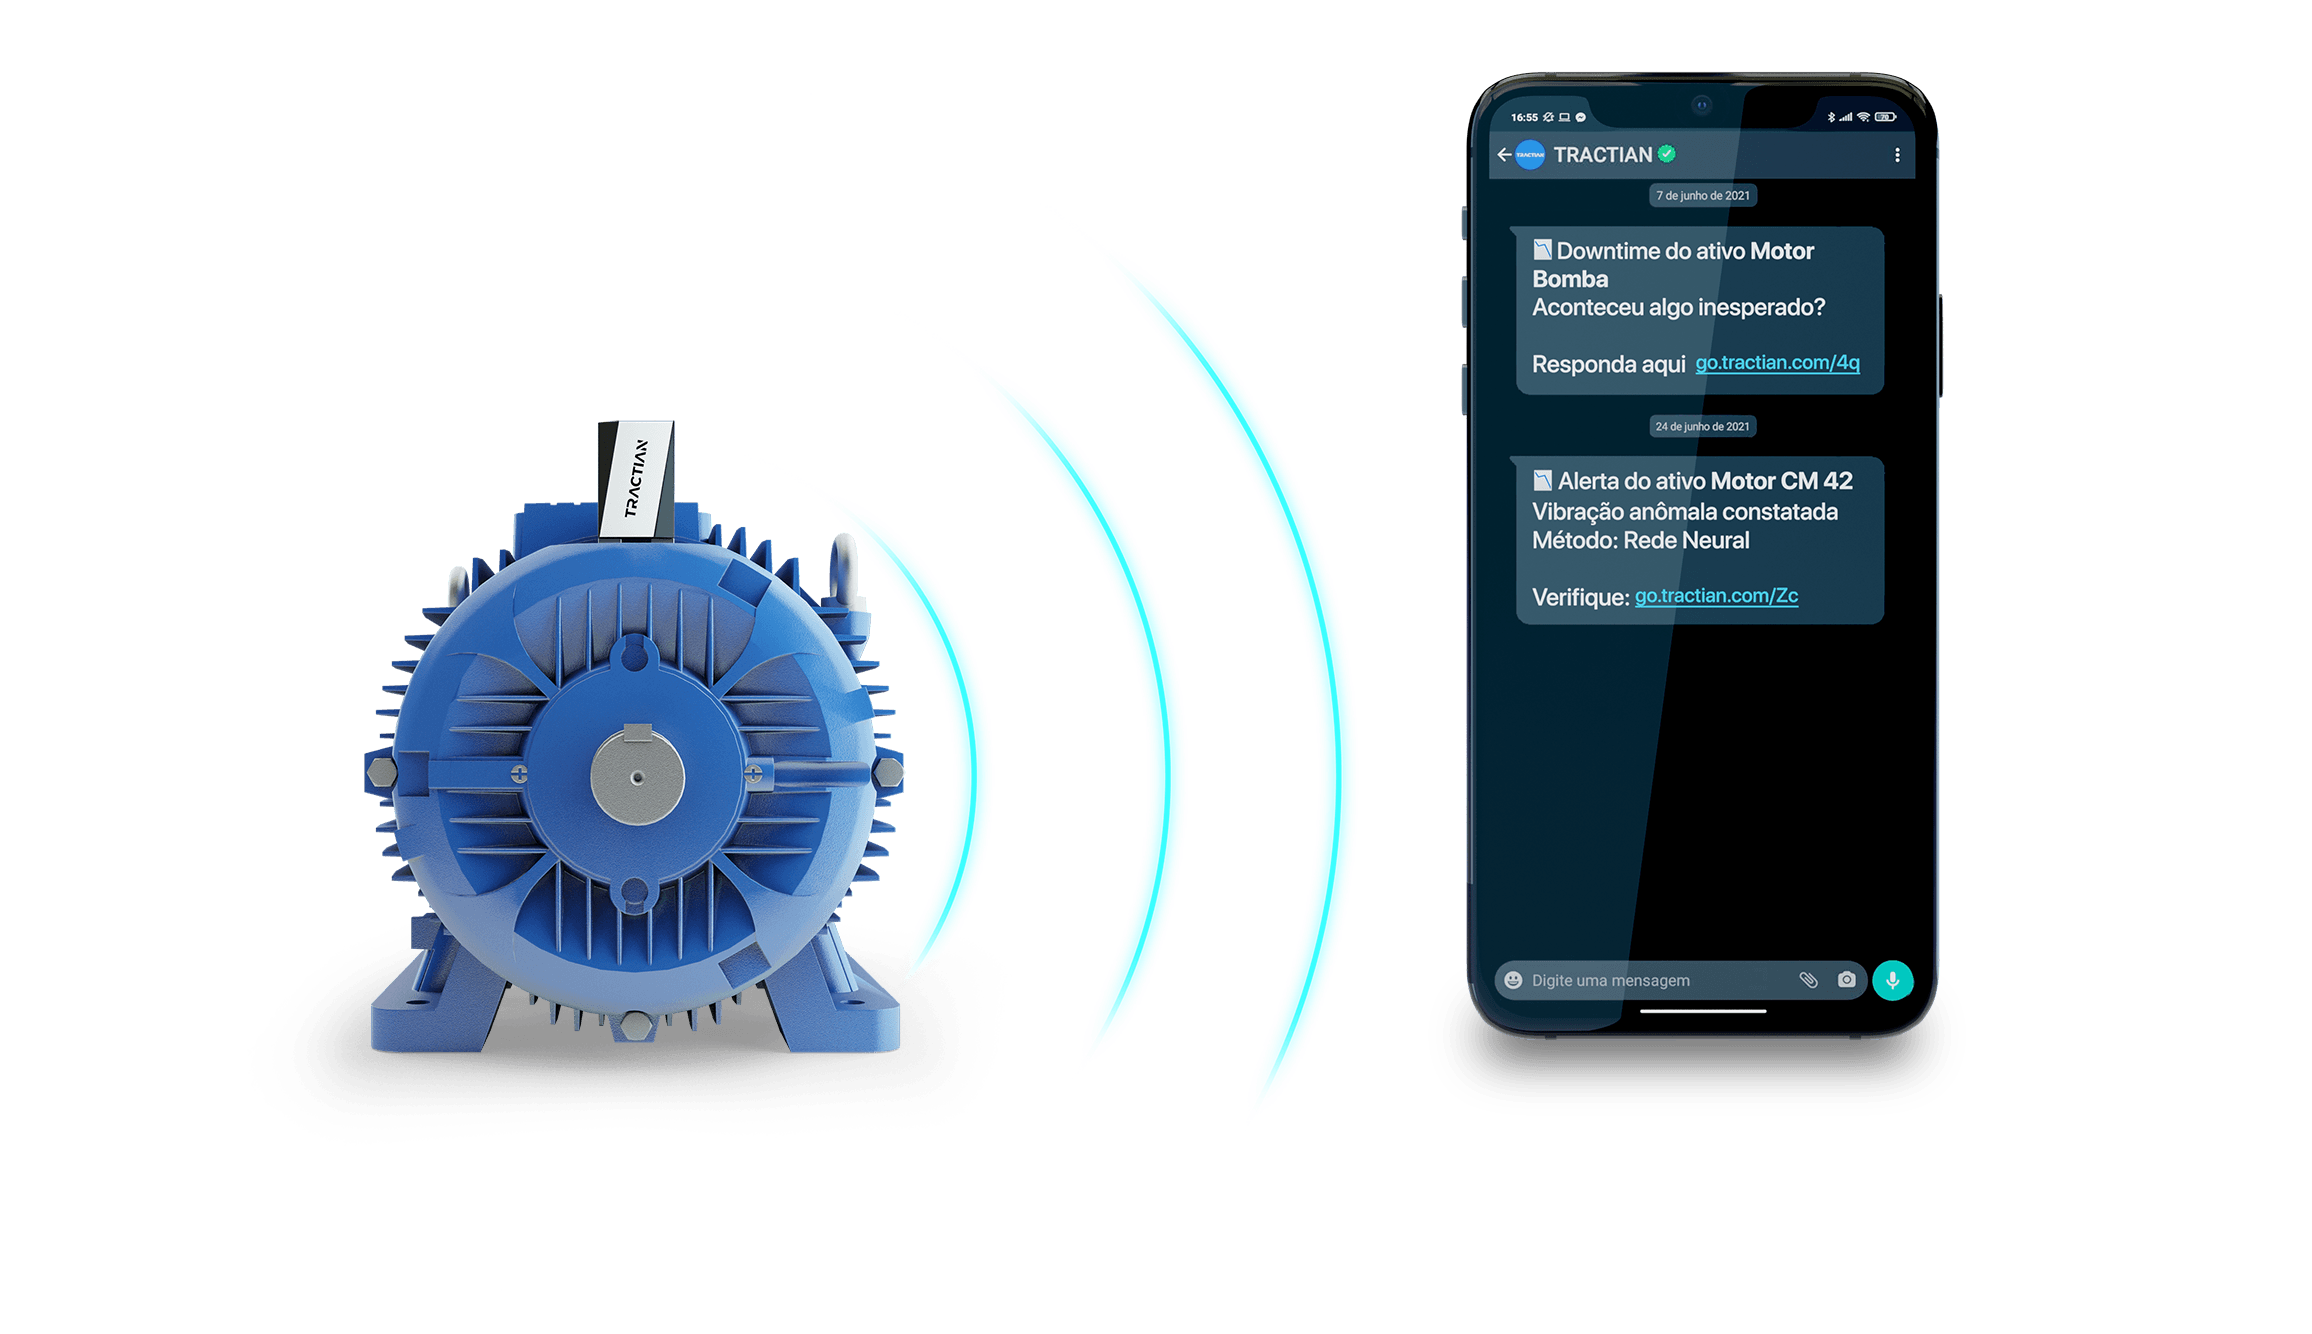 TRACTIAN
16:55
70
TRACTIAN
TRACTIAN
7 de junho de 2021
Downtime do ativo Motor
Bomba
Aconteceu algo inesperado?
Responda aqui go.tractian.com/4q
24 de junho de 2021
Alerta do ativo Motor CM 42
Vibração anômala constatada
Método: Rede Neural
Verifique: go.tractian.com/Zc
Digite uma mensagem